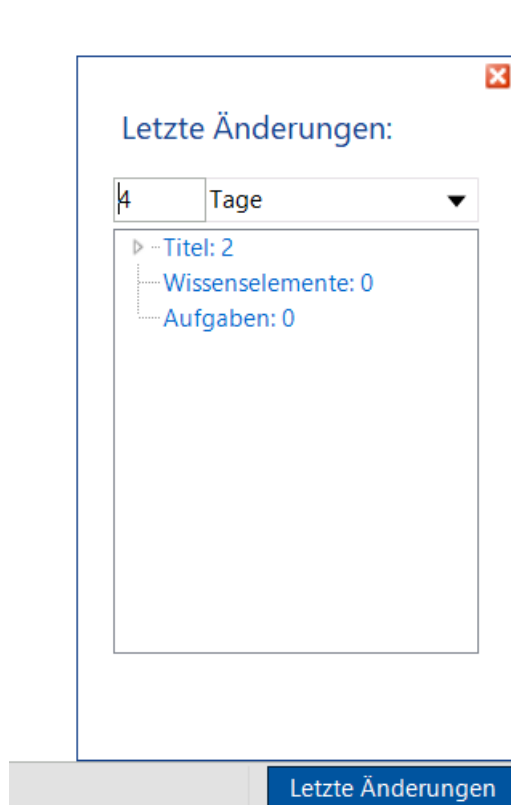 Letzte Änderungen:
4 Tage
Titel: 2
Wissenselemente: 0
Aufgaben: 0
Letzte Änderungen